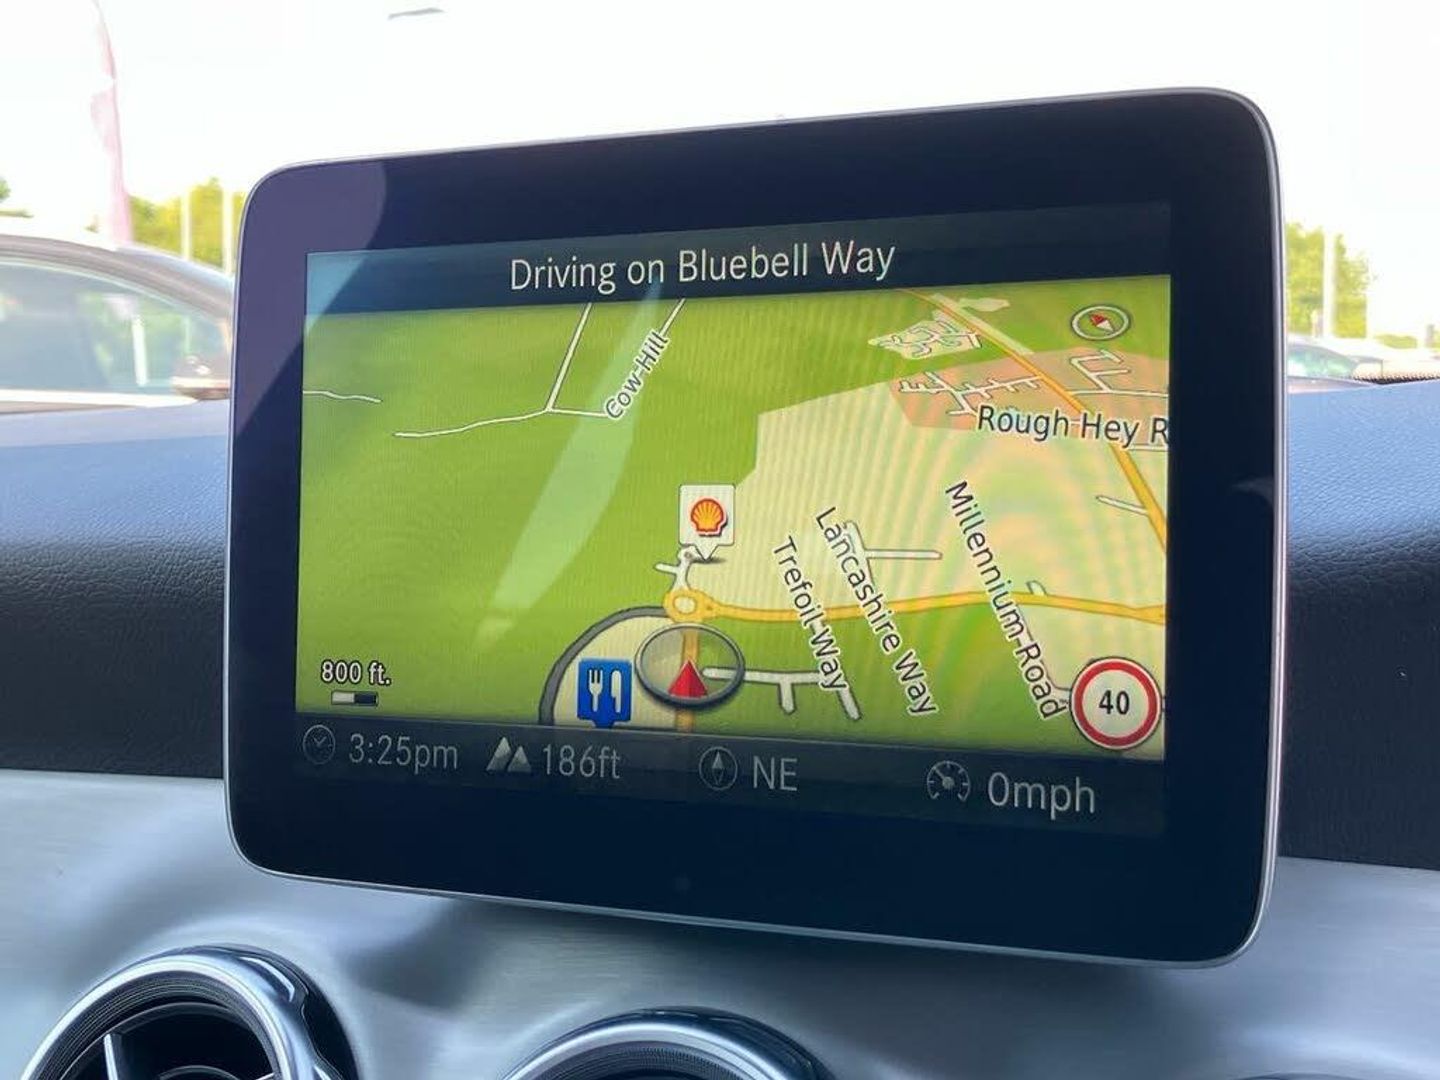 Driving on Bluebell Way
Cow Hill
Rough Hey R
Millennium Road
Lancashire Way
Trefoil Way
800 ft.
40
3:25pm
186ft
NE
0mph